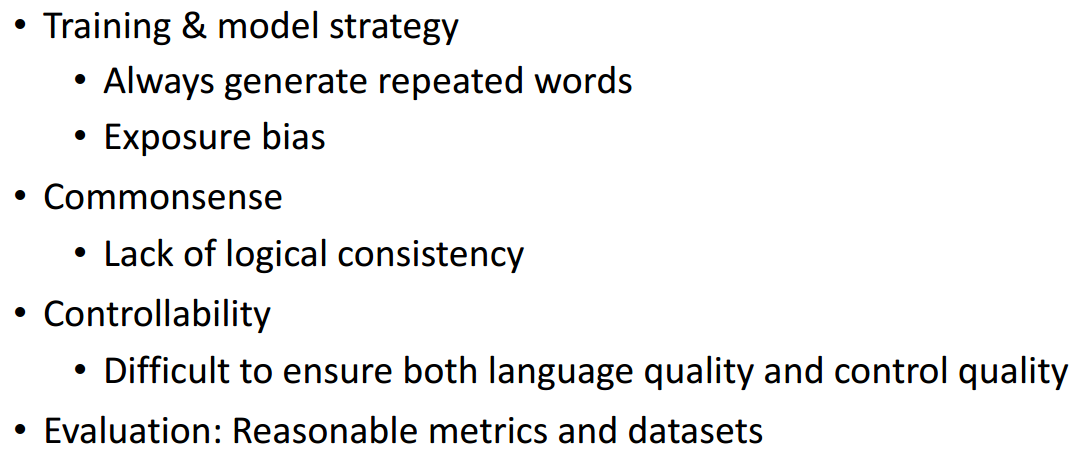 • Training & model strategy
• Always generate repeated words
• Exposure bias
• Commonsense
• Lack of logical consistency
• Controllability
• Difficult to ensure both language quality and control quality
• Evaluation: Reasonable metrics and datasets